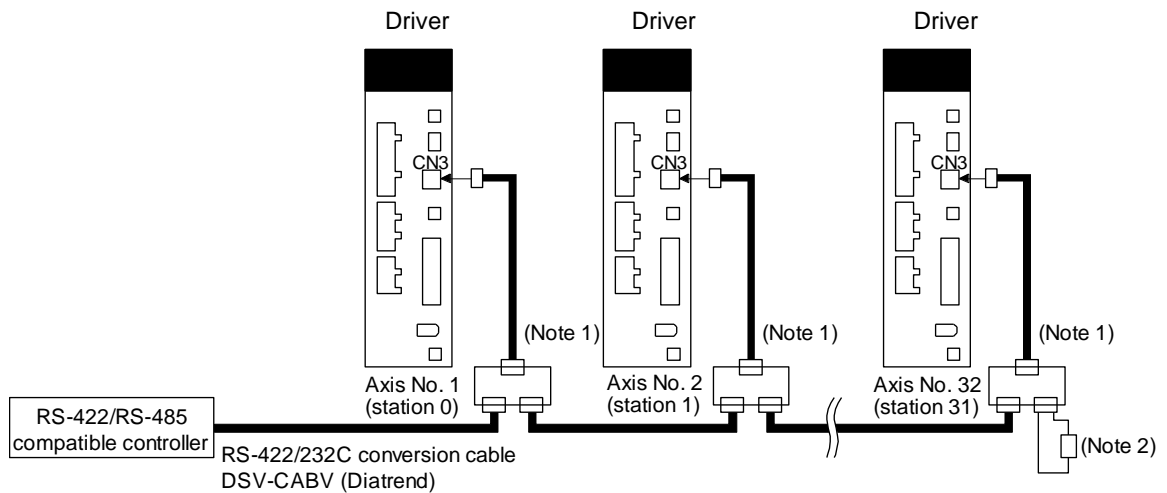 Driver
Driver
Driver
CN3
CN3
CN3
(Note 1)
(Note 1)
(Note 1)
Axis No. 1
(station 0)
Axis No. 2
(station 1)
Axis No. 32
(station 31)
RS-422/RS-485
compatible controller
(Note 2)
RS-422/232C conversion cable
DSV-CABV (Diatrend)